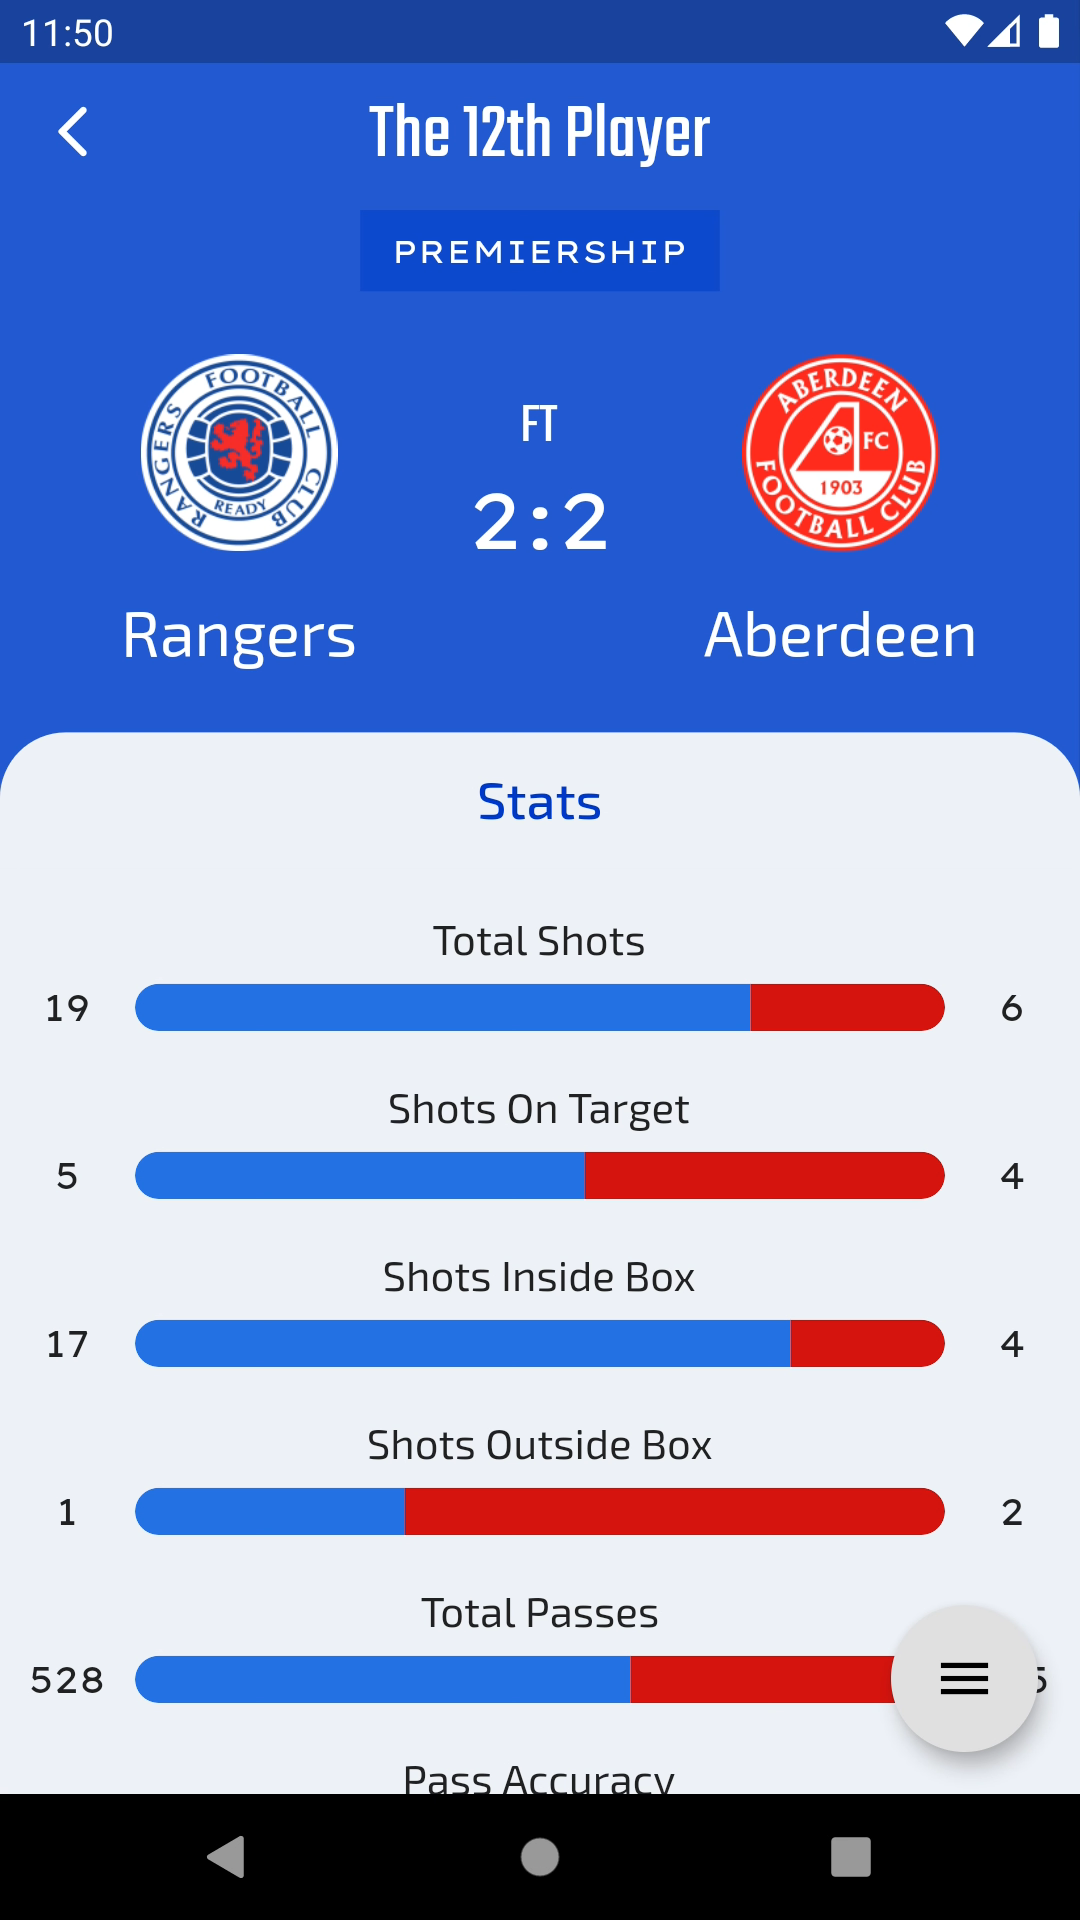 11:50
The 12th Player
PREMIERSHIP
RANGERS FOOTBALL CLUB
READY
FT
2:2
ABERDEEN
FC
1903
FOOTBALL CLUB
Rangers
Aberdeen
Stats
Total Shots
19
6
Shots On Target
5
4
Shots Inside Box
17
4
Shots Outside Box
1
2
Total Passes
528
Pass Accuracy